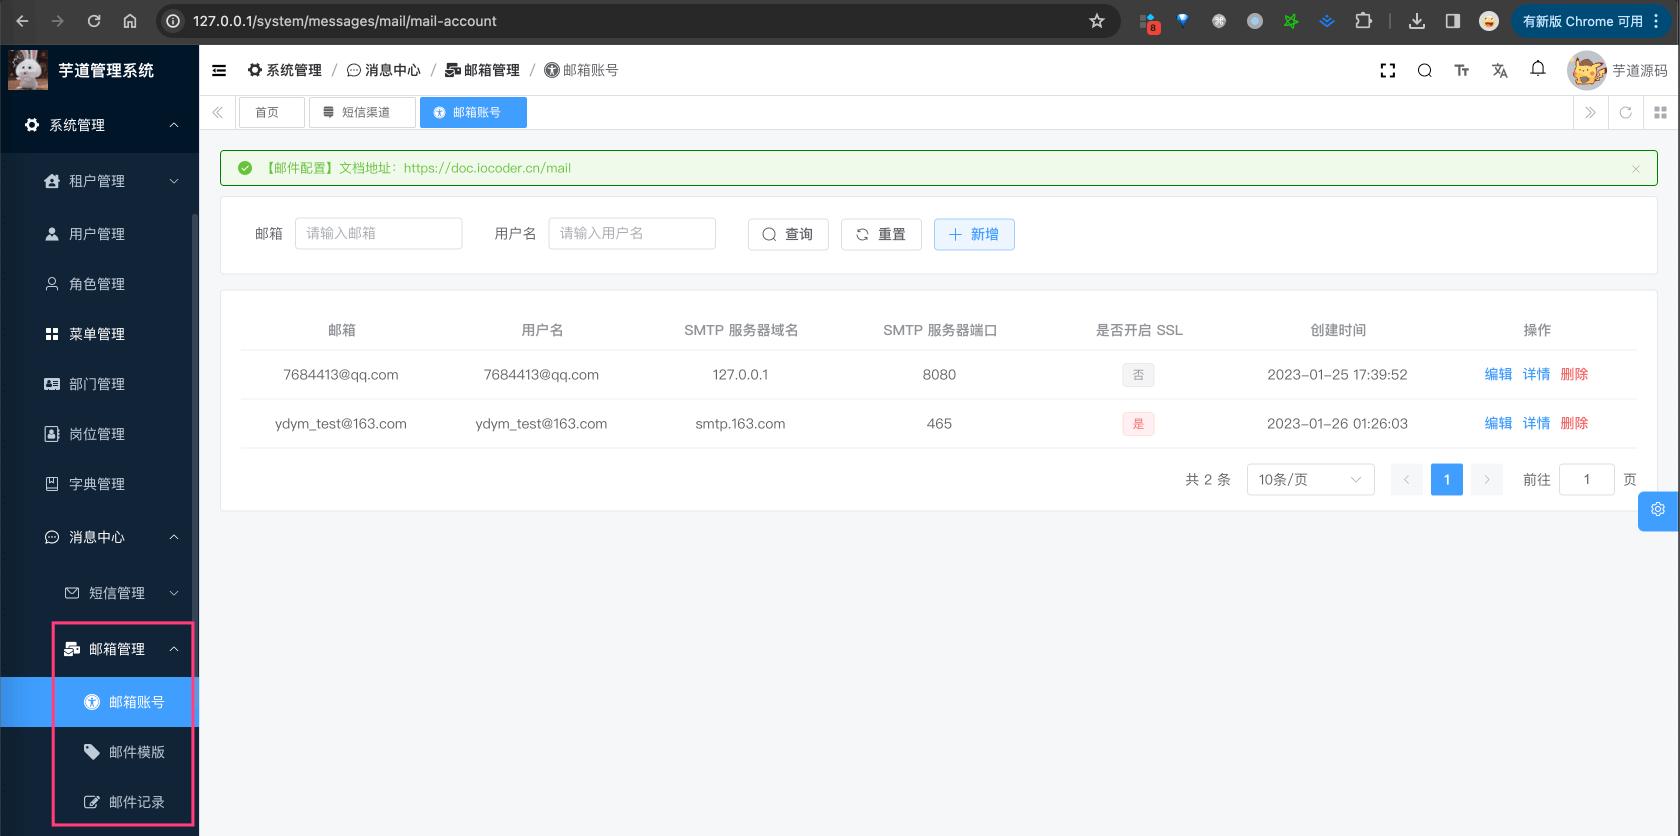 127.0.0.1/system/messages/mail/mail-account
8
有新版 Chrome 可用
芋道管理系统
系统管理 / 消息中心 / 邮箱管理 / 邮箱账号
芋道源码
首页 短信渠道 邮箱账号
系统管理
租户管理
用户管理
角色管理
菜单管理
部门管理
岗位管理
字典管理
消息中心
短信管理
邮箱管理
邮箱账号
邮件模版
邮件记录
【邮件配置】文档地址：https://doc.iocoder.cn/mail
邮箱 请输入邮箱 用户名 请输入用户名 查询 重置 新增
邮箱 用户名 SMTP 服务器域名 SMTP 服务器端口 是否开启 SSL 创建时间 操作
7684413@qq.com 7684413@qq.com 127.0.0.1 8080 否 2023-01-25 17:39:52 编辑 详情 删除
ydym_test@163.com ydym_test@163.com smtp.163.com 465 是 2023-01-26 01:26:03 编辑 详情 删除
共 2 条 10条/页 1 前往 1 页